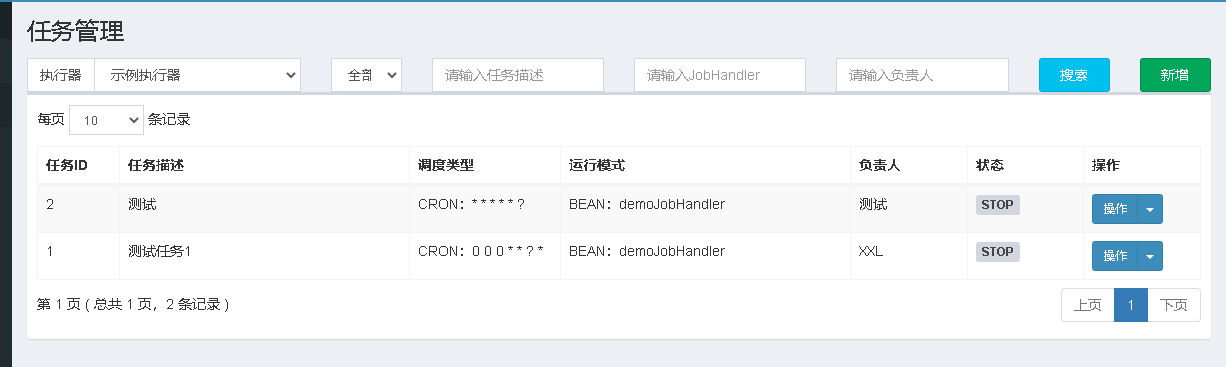 任务管理
执行器 示例执行器 全部 请输入任务描述 请输入JobHandler 请输入负责人 搜索 新增
每页 10 条记录
任务ID 任务描述 调度类型 运行模式 负责人 状态 操作
2 测试 CRON：* * * * * ? BEAN：demoJobHandler 测试 STOP 操作
1 测试任务1 CRON：0 0 0 * * ? * BEAN：demoJobHandler XXL STOP 操作
第 1 页 ( 总共 1 页，2 条记录 ) 上页 1 下页